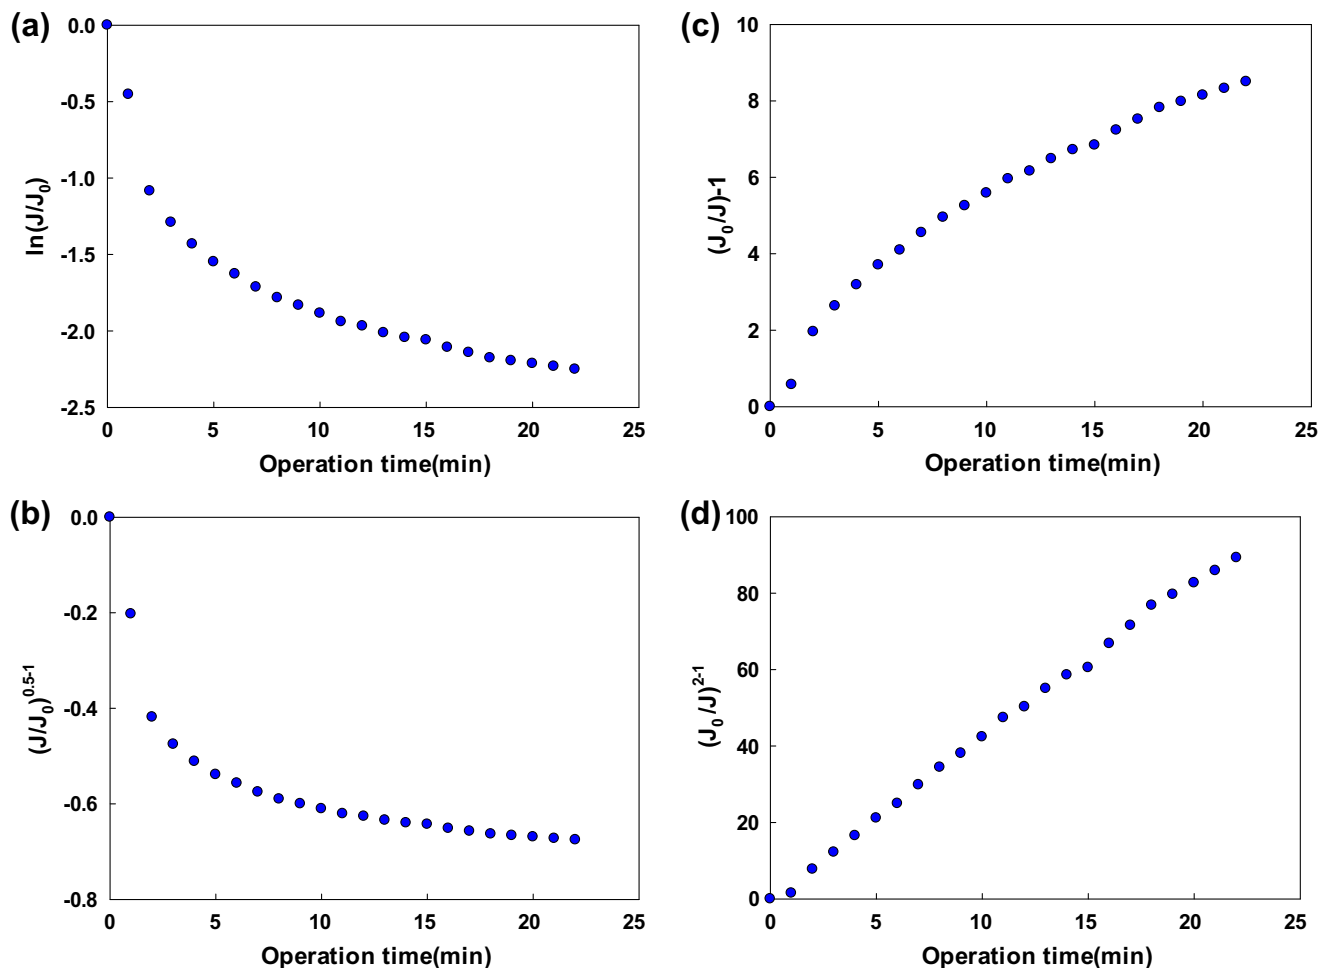 (a)
0.0
-0.5
-1.0
-1.5
-2.0
-2.5
ln(J/J0)
0 5 10 15 20 25
Operation time(min)
(c)
10
8
6
4
2
0
(J0/J)-1
0 5 10 15 20 25
Operation time(min)
(b)
0.0
-0.2
-0.4
-0.6
-0.8
(J/J0)0.5-1
0 5 10 15 20 25
Operation time(min)
(d)
100
80
60
40
20
0
(J0/J)2-1
0 5 10 15 20 25
Operation time(min)